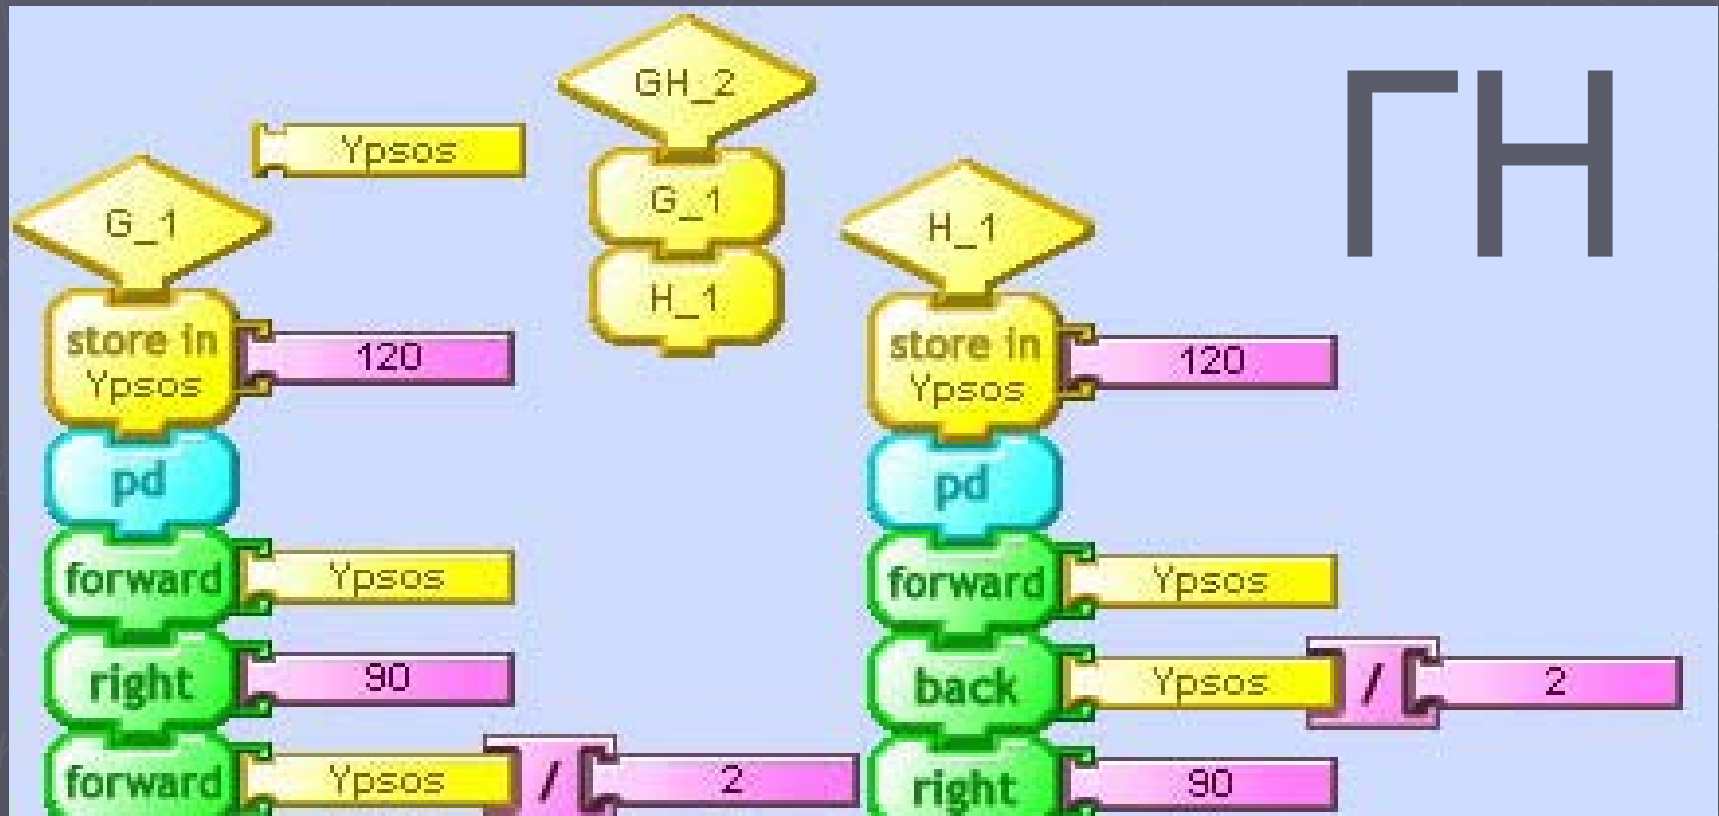 GH_2
Ypsos
G_1
H_1
ΓΗ
G_1
store in
Ypsos
120
pd
forward Ypsos
right 90
forward Ypsos / 2
H_1
store in
Ypsos
120
pd
forward Ypsos
back Ypsos / 2
right 90